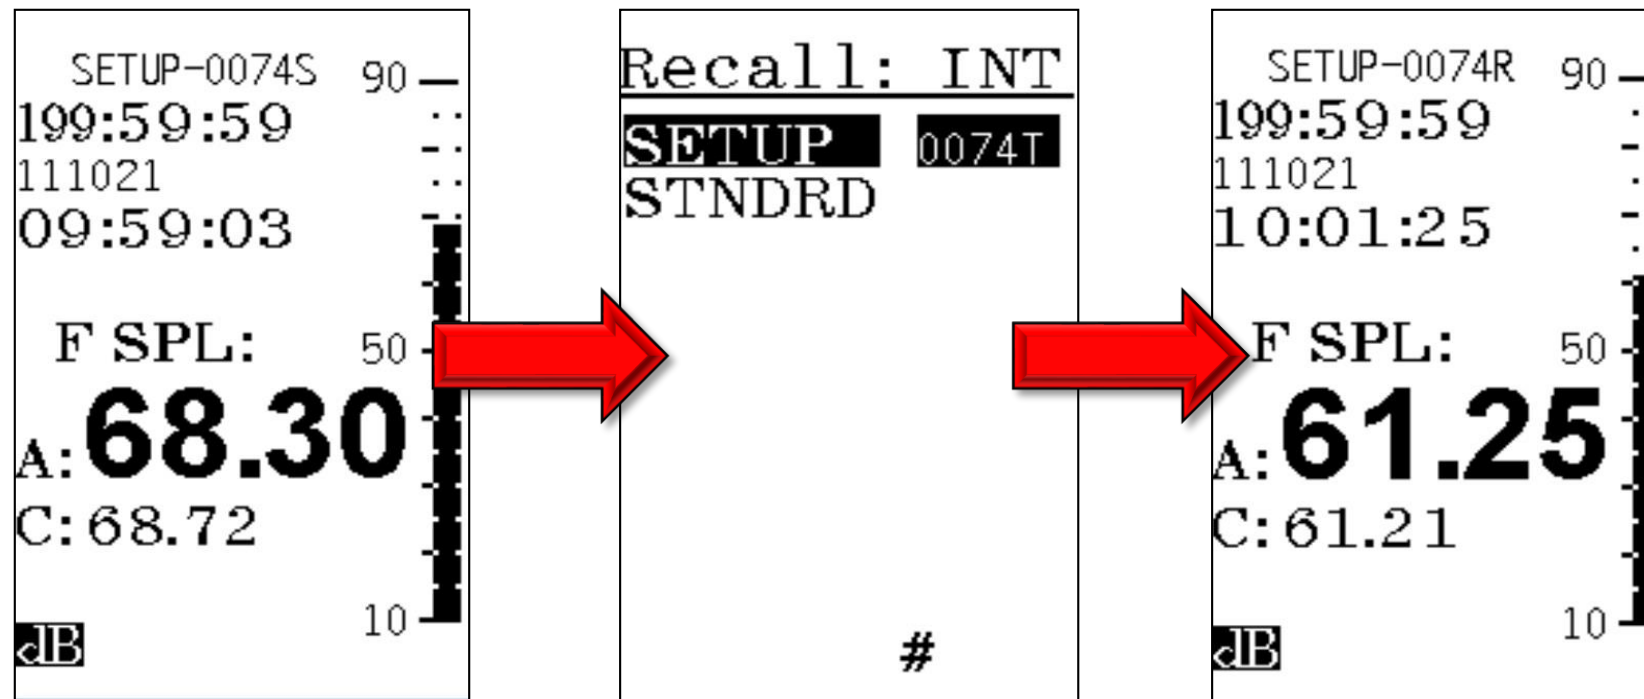 SETUP-0074S
90
199:59:59
111021
09:59:03
F SPL:
50
A:68.30
C:68.72
10
dB
Recall: INT
SETUP 0074T
STNDRD
#
SETUP-0074R
90
199:59:59
111021
10:01:25
F SPL:
50
A:61.25
C:61.21
10
dB